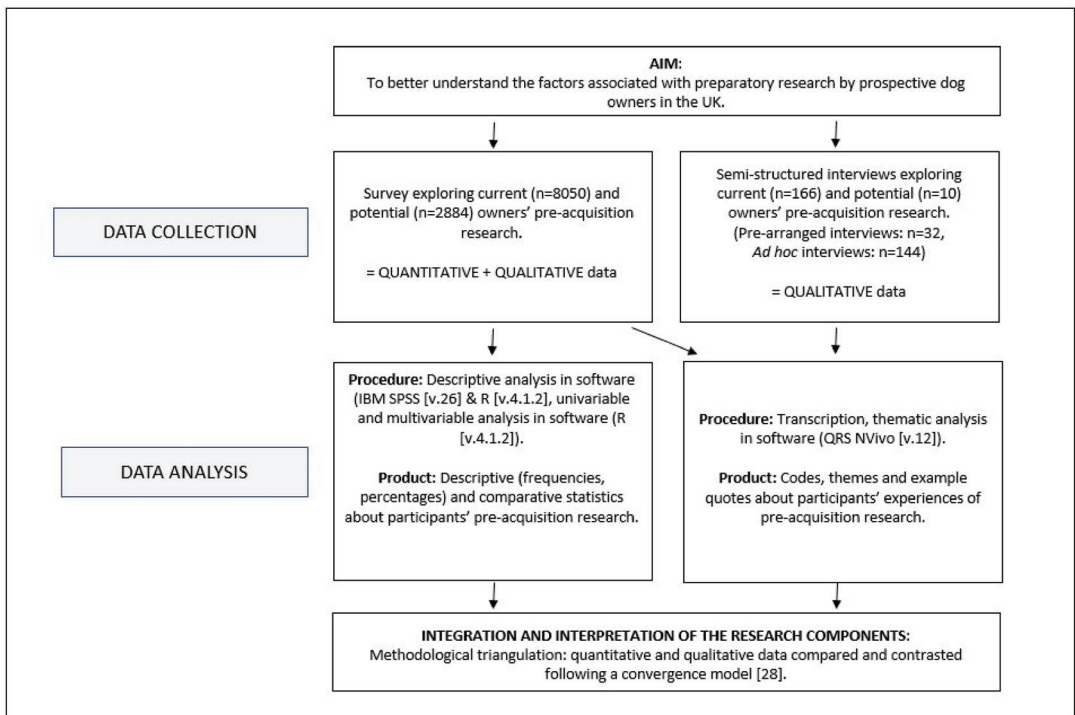 AIM:
To better understand the factors associated with preparatory research by prospective dog
owners in the UK.
DATA COLLECTION
Survey exploring current (n=8050) and
potential (n=2884) owners’ pre-acquisition
research.
= QUANTITATIVE + QUALITATIVE data
Semi-structured interviews exploring
current (n=166) and potential (n=10)
owners’ pre-acquisition research.
(Pre-arranged interviews: n=32,
Ad hoc interviews: n=144)
= QUALITATIVE data
DATA ANALYSIS
Procedure: Descriptive analysis in software
(IBM SPSS [v.26] & R [v.4.1.2], univariable
and multivariable analysis in software (R
[v.4.1.2]).
Product: Descriptive (frequencies,
percentages) and comparative statistics
about participants’ pre-acquisition research.
Procedure: Transcription, thematic analysis
in software (QRS NVivo [v.12]).
Product: Codes, themes and example
quotes about participants’ experiences of
pre-acquisition research.
INTEGRATION AND INTERPRETATION OF THE RESEARCH COMPONENTS:
Methodological triangulation: quantitative and qualitative data compared and contrasted
following a convergence model [28].